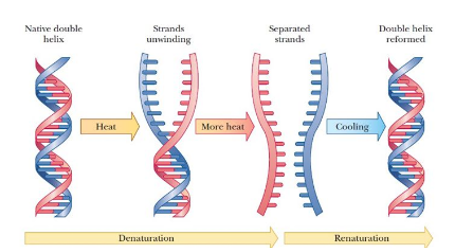 Native double
helix
Strands
unwinding
Separated
strands
Double helix
reformed
Heat
More heat
Cooling
Denaturation
Renaturation